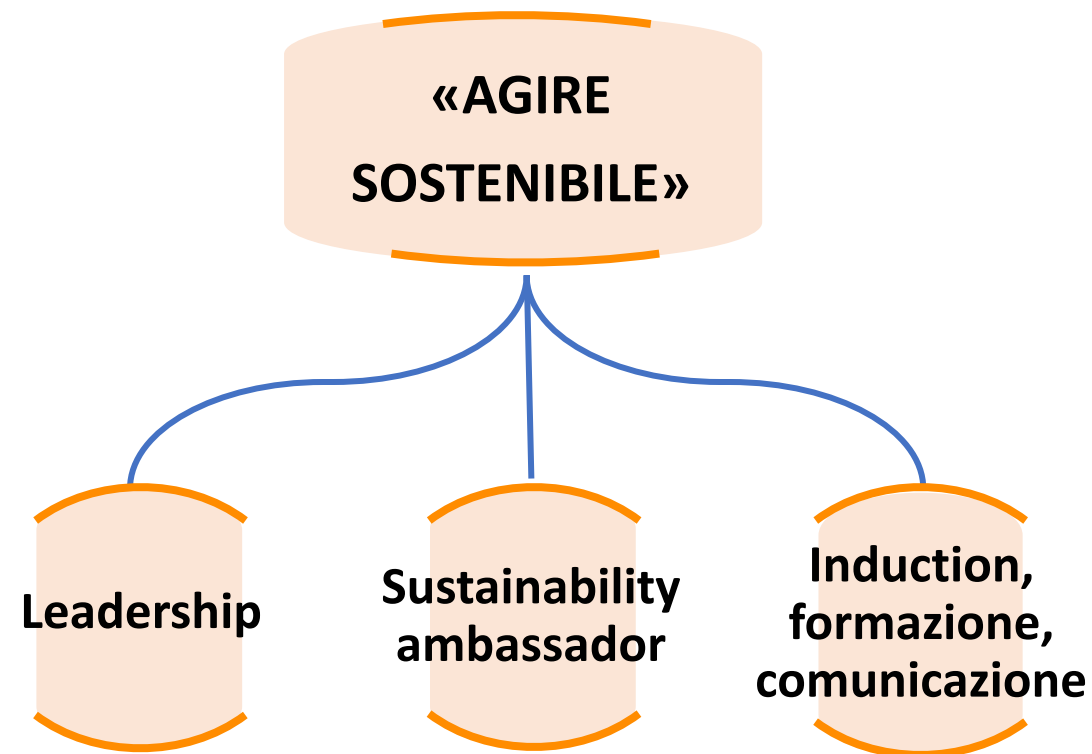 «AGIRE
SOSTENIBILE»
Leadership
Sustainability
ambassador
Induction,
formazione,
comunicazione